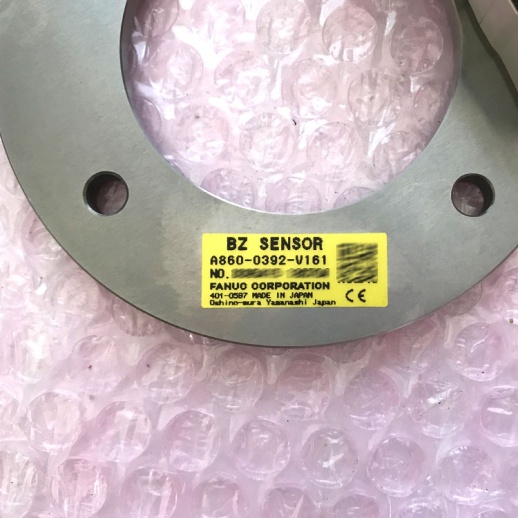 BZ SENSOR
A860-0392-V161
NO.
FANUC CORPORATION
401-0597 MADE IN JAPAN
Oshino-mura Yamanashi Japan
CE